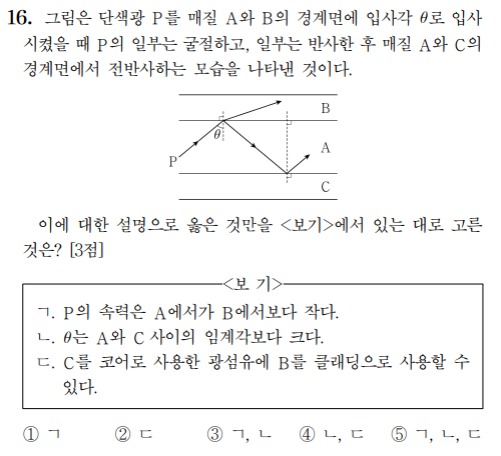 16. 그림은 단색광 P를 매질 A와 B의 경계면에 입사각 θ로 입사
시켰을 때 P의 일부는 굴절하고, 일부는 반사한 후 매질 A와 C의
경계면에서 전반사하는 모습을 나타낸 것이다.
B
θ
A
P
C
이에 대한 설명으로 옳은 것만을 <보기>에서 있는 대로 고른
것은? [3점]
<보 기>
ㄱ. P의 속력은 A에서가 B에서보다 작다.
ㄴ. θ는 A와 C 사이의 임계각보다 크다.
ㄷ. C를 코어로 사용한 광섬유에 B를 클래딩으로 사용할 수
있다.
① ㄱ ② ㄷ ③ ㄱ, ㄴ ④ ㄴ, ㄷ ⑤ ㄱ, ㄴ, ㄷ